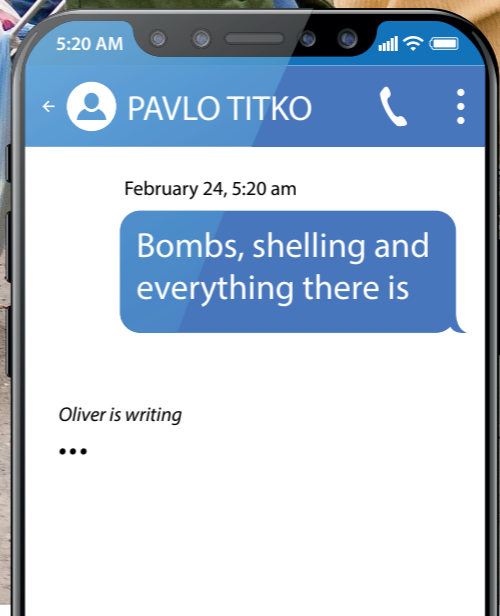 5:20 AM
PAVLO TITKO
February 24, 5:20 am
Bombs, shelling and
everything there is
Oliver is writing
•••